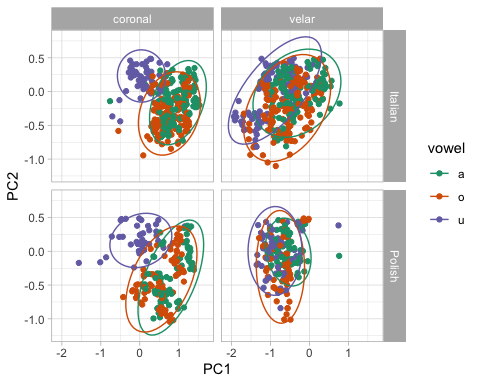 coronal velar
0.5
0.0
-0.5
-1.0
Italian
0.5
0.0
-0.5
-1.0
Polish
-2 -1 0 1 -2 -1 0 1
PC1
PC2
vowel
a
o
u